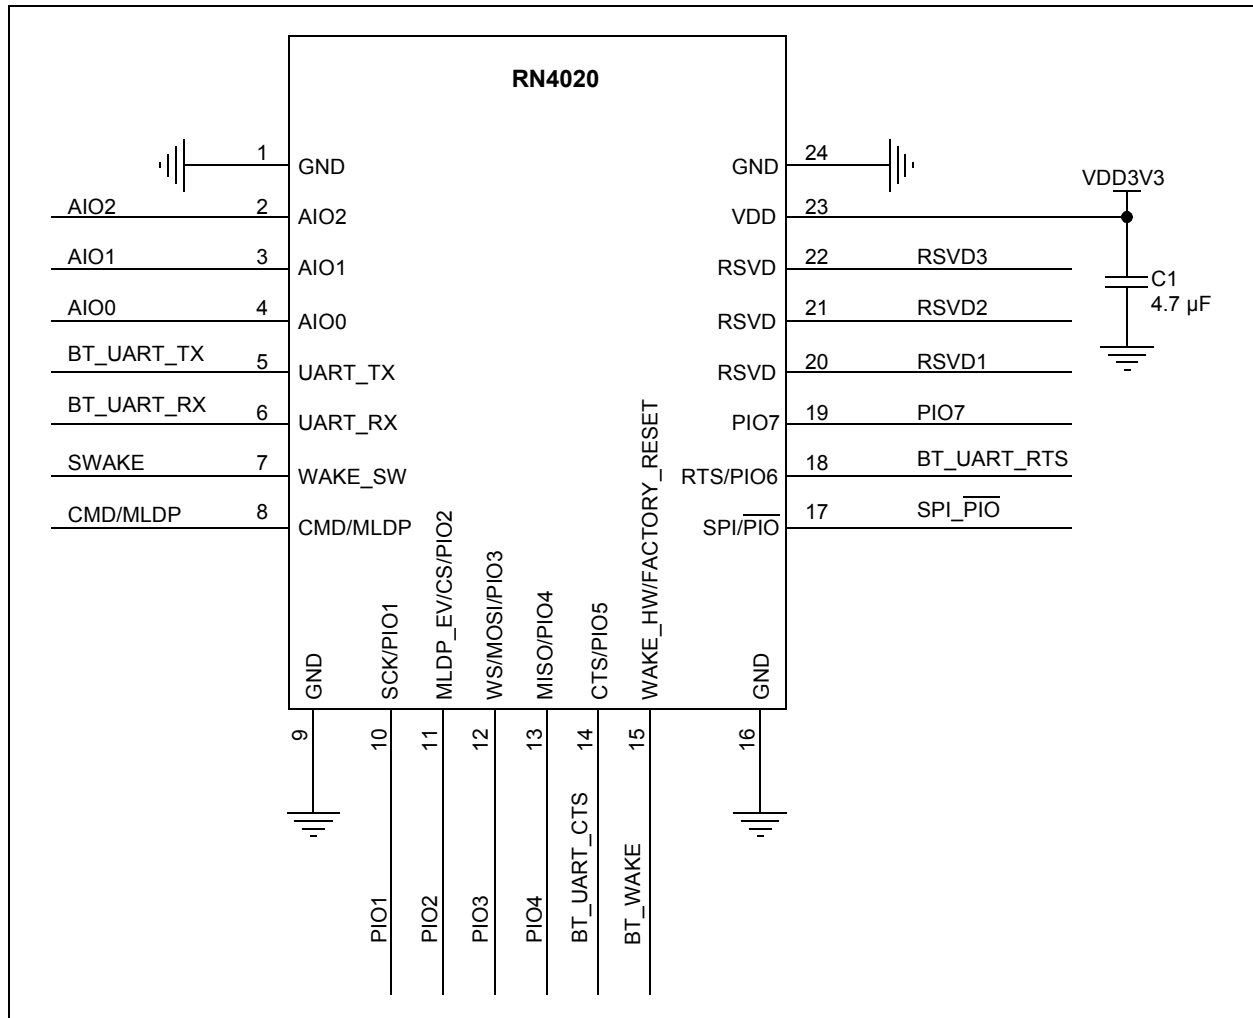 RN4020
1 GND
GND 24
VDD3V3
AIO2 2 AIO2
VDD 23
AIO1 3 AIO1
RSVD 22 RSVD3
C1
4.7 µF
AIO0 4 AIO0
RSVD 21 RSVD2
BT_UART_TX 5 UART_TX
RSVD 20 RSVD1
BT_UART_RX 6 UART_RX
PIO7 19 PIO7
SWAKE 7 WAKE_SW
RTS/PIO6 18 BT_UART_RTS
CMD/MLDP 8 CMD/MLDP
SPI/P̅I̅O̅ 17 SPI_P̅I̅O̅
GND
SCK/PIO1
MLDP_EV/CS/PIO2
WS/MOSI/PIO3
MISO/PIO4
CTS/PIO5
WAKE_HW/FACTORY_RESET
GND
9
10
11
12
13
14
15
16
PIO1
PIO2
PIO3
PIO4
BT_UART_CTS
BT_WAKE